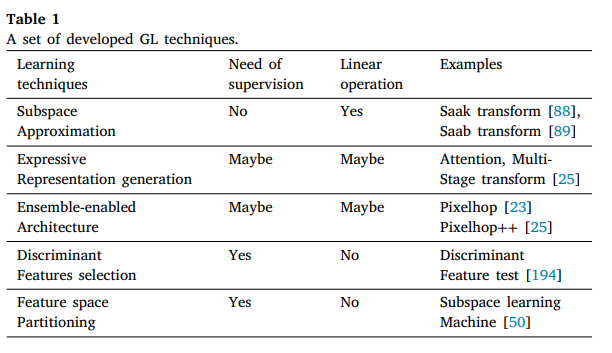 Table 1
A set of developed GL techniques.
Learning techniques Need of supervision Linear operation Examples
Subspace Approximation No Yes Saak transform [88], Saab transform [89]
Expressive Representation generation Maybe Maybe Attention, Multi-Stage transform [25]
Ensemble-enabled Architecture Maybe Maybe Pixelhop [23] Pixelhop++ [25]
Discriminant Features selection Yes No Discriminant Feature test [194]
Feature space Partitioning Yes No Subspace learning Machine [50]